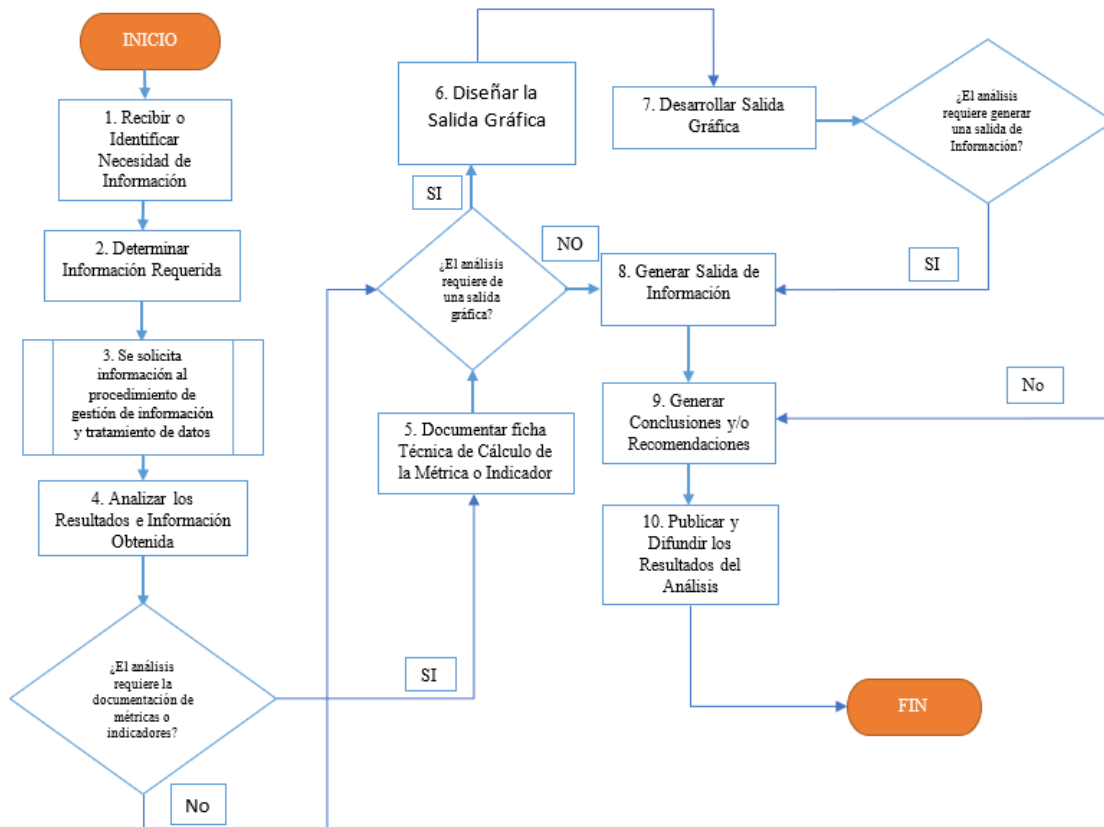 INICIO
1. Recibir o
Identificar
Necesidad de
Información
2. Determinar
Información Requerida
3. Se solicita
información al
procedimiento de
gestión de información
y tratamiento de datos
4. Analizar los
Resultados e Información
Obtenida
¿El análisis
requiere la
documentación de
métricas o
indicadores?
SI
No
5. Documentar ficha
Técnica de Cálculo de
la Métrica o Indicador
¿El análisis
requiere de
una salida
gráfica?
SI
NO
6. Diseñar la
Salida Gráfica
7. Desarrollar Salida
Gráfica
¿El análisis
requiere generar
una salida de
Información?
SI
No
8. Generar Salida de
Información
9. Generar
Conclusiones y/o
Recomendaciones
10. Publicar y
Difundir los
Resultados del
Análisis
FIN